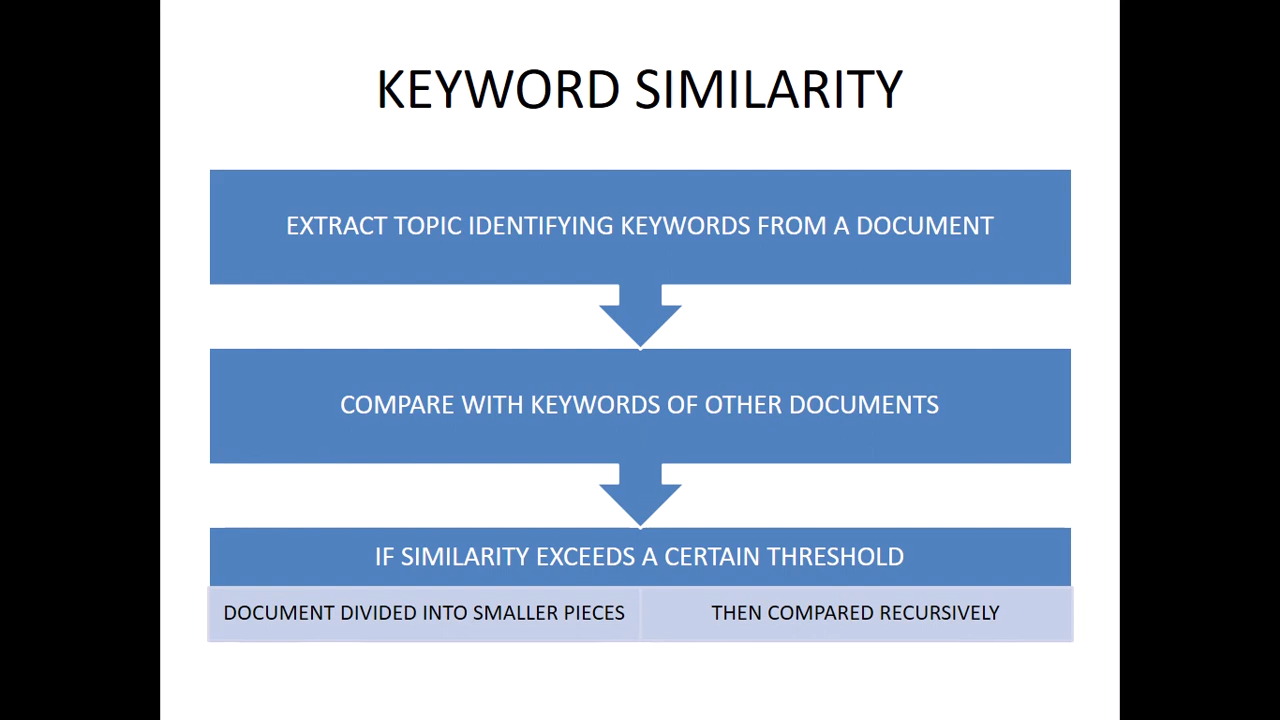 KEYWORD SIMILARITY
EXTRACT TOPIC IDENTIFYING KEYWORDS FROM A DOCUMENT
COMPARE WITH KEYWORDS OF OTHER DOCUMENTS
IF SIMILARITY EXCEEDS A CERTAIN THRESHOLD
DOCUMENT DIVIDED INTO SMALLER PIECES
THEN COMPARED RECURSIVELY